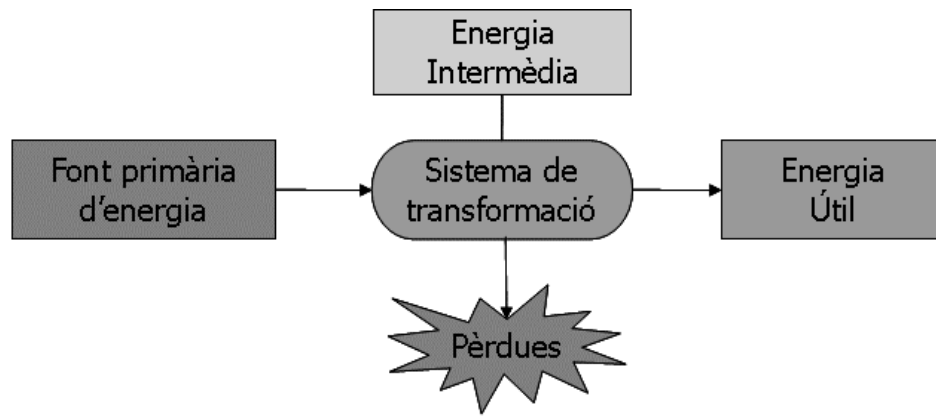 Energia
Intermèdia
Font primària
d'energia
Sistema de
transformació
Energia
Útil
Pèrdues